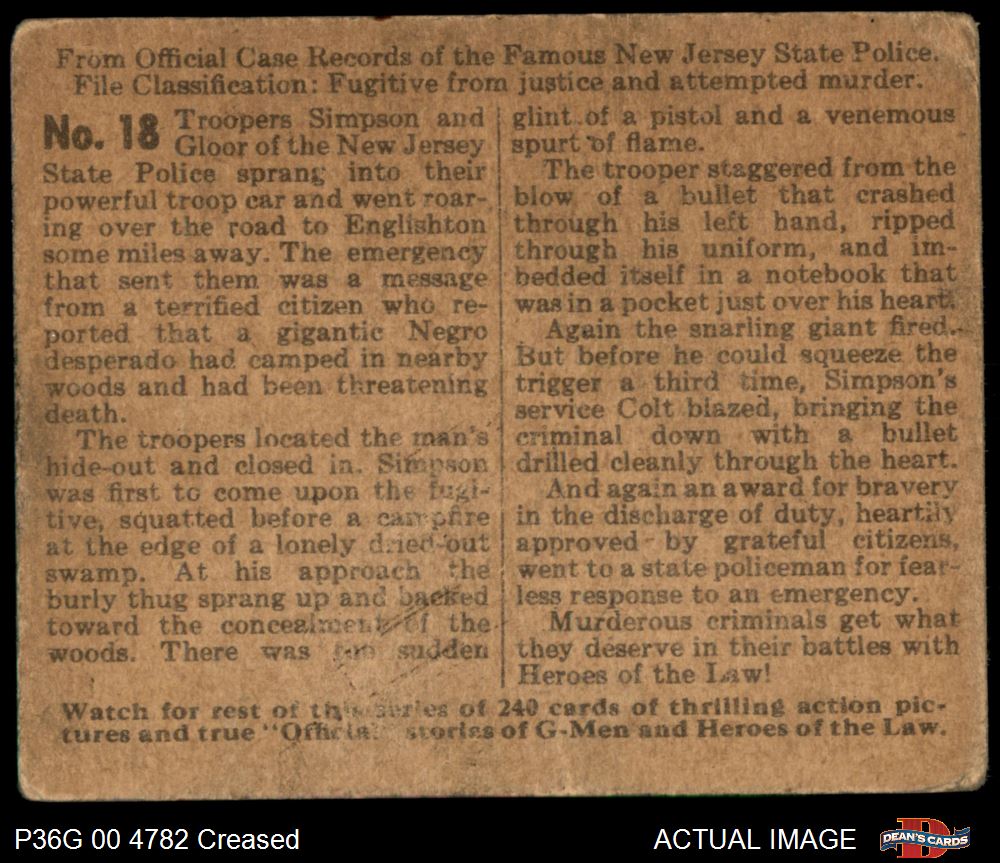 From Official Case Records of the Famous New Jersey State Police.
File Classification: Fugitive from justice and attempted murder.
No. 18 Troopers Simpson and
Gloor of the New Jersey
State Police sprang into their
powerful troop car and went roar-
ing over the road to Englishton
some miles away. The emergency
that sent them was a message
from a terrified citizen who re-
ported that a gigantic Negro
desperado had camped in nearby
woods and had been threatening
death.
The troopers located the man's
hide-out and closed in. Simpson
was first to come upon the fugi-
tive, squatted before a campfire
at the edge of a lonely dried-out
swamp. At his approach the
burly thug sprang up and backed
toward the concealment of the
woods. There was the sudden
glint of a pistol and a venemous
spurt of flame.
The trooper staggered from the
blow of a bullet that crashed
through his left hand, ripped
through his uniform, and im-
bedded itself in a notebook that
was in a pocket just over his heart.
Again the snarling giant fired.
But before he could squeeze the
trigger a third time, Simpson's
service Colt blazed, bringing the
criminal down with a bullet
drilled cleanly through the heart.
And again an award for bravery
in the discharge of duty, heartily
approved by grateful citizens,
went to a state policeman for fear-
less response to an emergency.
Murderous criminals get what
they deserve in their battles with
Heroes of the Law!
Watch for rest of this series of 240 cards of thrilling action pic-
tures and true "Official" stories of G-Men and Heroes of the Law.
P36G 00 4782 Creased
ACTUAL IMAGE
DEAN'S CARDS